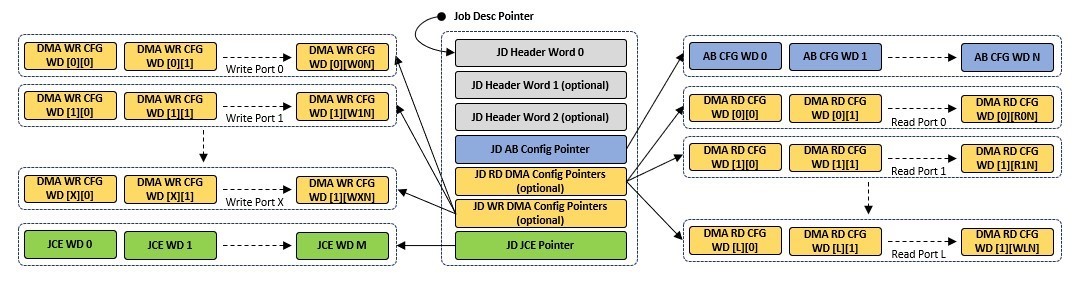 Job Desc Pointer
DMA WR CFG
WD [0][0]
DMA WR CFG
WD [0][1]
Write Port 0
DMA WR CFG
WD [0][W0N]
DMA WR CFG
WD [1][0]
DMA WR CFG
WD [1][1]
Write Port 1
DMA WR CFG
WD [1][W1N]
DMA WR CFG
WD [X][0]
DMA WR CFG
WD [X][1]
Write Port X
DMA WR CFG
WD [1][WXN]
JCE WD 0
JCE WD 1
JCE WD M
JD Header Word 0
JD Header Word 1 (optional)
JD Header Word 2 (optional)
JD AB Config Pointer
JD RD DMA Config Pointers
(optional)
JD WR DMA Config Pointers
(optional)
JD JCE Pointer
AB CFG WD 0
AB CFG WD 1
AB CFG WD N
DMA RD CFG
WD [0][0]
DMA RD CFG
WD [0][1]
Read Port 0
DMA RD CFG
WD [0][R0N]
DMA RD CFG
WD [1][0]
DMA RD CFG
WD [1][1]
Read Port 1
DMA RD CFG
WD [1][R1N]
DMA RD CFG
WD [L][0]
DMA RD CFG
WD [L][1]
Read Port L
DMA RD CFG
WD [1][WLN]